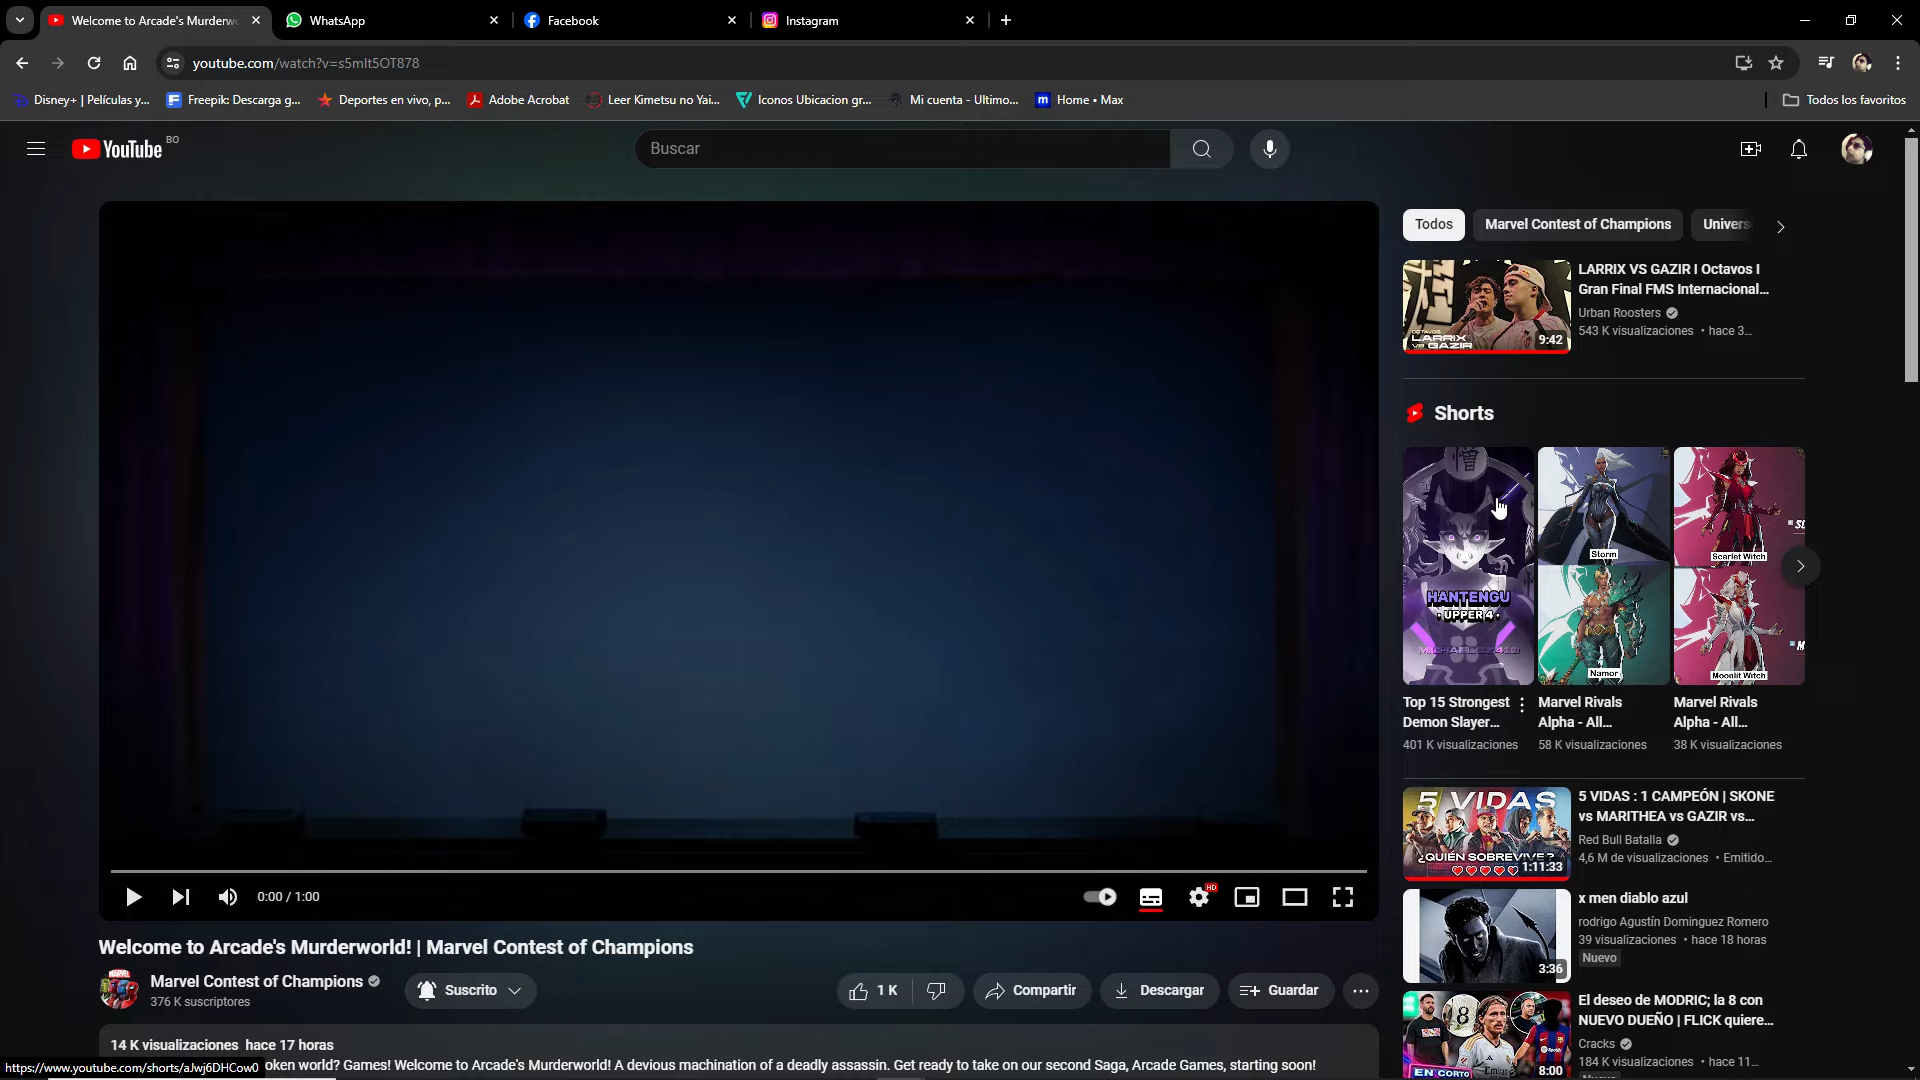 Welcome to Arcade's Murderw
WhatsApp
Facebook
Instagram
youtube.com/watch?v=s5mIt5OT878
Disney+ | Películas y...
Freepik: Descarga g...
Deportes en vivo, p...
Adobe Acrobat
Leer Kimetsu no Yai...
Iconos Ubicacion gr...
Mi cuenta - Ultimo...
Home • Max
Todos los favoritos
YouTube BO
Buscar
Todos
Marvel Contest of Champions
Univers
LARRIX VS GAZIR I Octavos I
Gran Final FMS Internacional...
Urban Roosters
543 K visualizaciones • hace 3...
OCTAVOS
LARRIX
VS GAZIR
9:42
Shorts
HANTENGU
UPPER 4
Storm
Namor
Scarlet Witch
Moonlit Witch
Top 15 Strongest
Demon Slayer...
401 K visualizaciones
Marvel Rivals
Alpha - All...
58 K visualizaciones
Marvel Rivals
Alpha - All...
38 K visualizaciones
5 VIDAS
¿QUIÉN SOBREVIVE?
1:11:33
5 VIDAS : 1 CAMPEÓN | SKONE
vs MARITHEA vs GAZIR vs...
Red Bull Batalla
4,6 M de visualizaciones • Emitido...
3:36
x men diablo azul
rodrigo Agustín Dominguez Romero
39 visualizaciones • hace 18 horas
Nuevo
EN CORTO
8
8:00
El deseo de MODRIC; la 8 con
NUEVO DUEÑO | FLICK quiere...
Cracks
184 K visualizaciones • hace 11...
0:00 / 1:00
HD
Welcome to Arcade's Murderworld! | Marvel Contest of Champions
MARVEL
Marvel Contest of Champions
376 K suscriptores
Suscrito
1 K
Compartir
Descargar
Guardar
14 K visualizaciones hace 17 horas
oken world? Games! Welcome to Arcade's Murderworld! A devious machination of a deadly assassin. Get ready to take on our second Saga, Arcade Games, starting soon!
https://www.youtube.com/shorts/aJwj6DHCow0